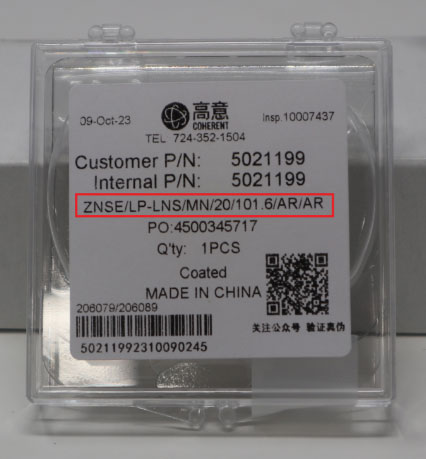 09-Oct-23
高意
COHERENT
Insp.10007437
TEL 724-352-1504
Customer P/N: 5021199
Internal P/N: 5021199
ZNSE/LP-LNS/MN/20/101.6/AR/AR
PO:4500345717
Q'ty: 1PCS
Coated
MADE IN CHINA
206079/206089
关注公众号 验证真伪
50211992310090245